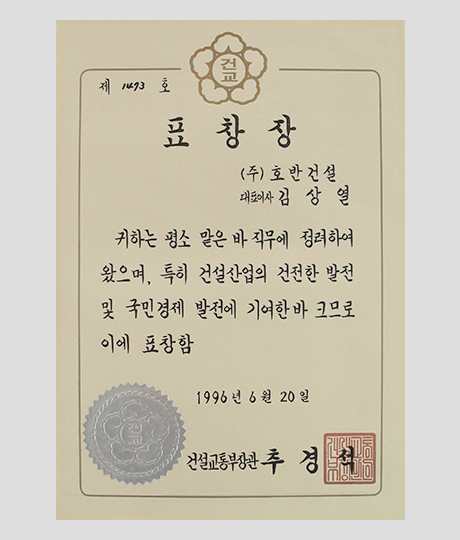 건교
제 1473 호
표창장
(주) 호반건설
대표이사 김상열
귀하는 평소 맡은 바 직무에 정려하여
왔으며, 특히 건설산업의 건전한 발전
및 국민경제 발전에 기여한바 크므로
이에 표창함
1996년 6월 20일
건설교통부장관 추경석